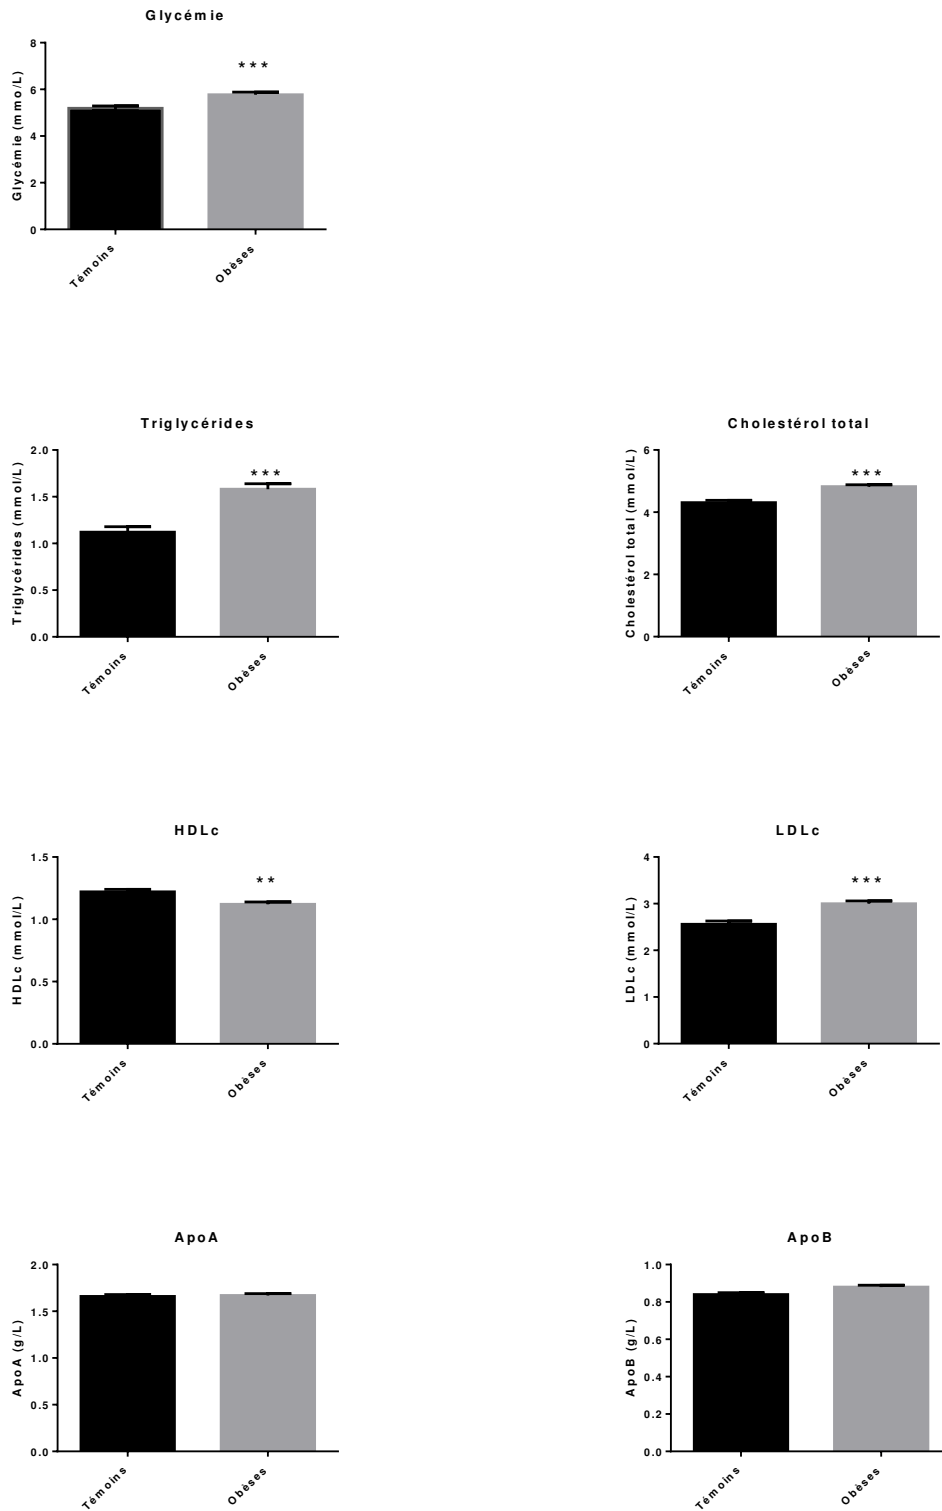 Glycémie
Glycémie (mmo/L)
8
***
6
4
2
0
Témoins
Obèses
Triglycérides
Triglycérides (mmol/L)
2.0
***
1.5
1.0
0.5
0.0
Témoins
Obèses
Cholestérol total
Cholestérol total (mmol/L)
6
***
4
2
0
Témoins
Obèses
HDLc
HDLc (mmol/L)
1.5
**
1.0
0.5
0.0
Témoins
Obèses
LDLc
LDLc (mmol/L)
4
***
3
2
1
0
Témoins
Obèses
ApoA
ApoA (g/L)
2.0
1.5
1.0
0.5
0.0
Témoins
Obèses
ApoB
ApoB (g/L)
1.0
0.8
0.6
0.4
0.2
0.0
Témoins
Obèses